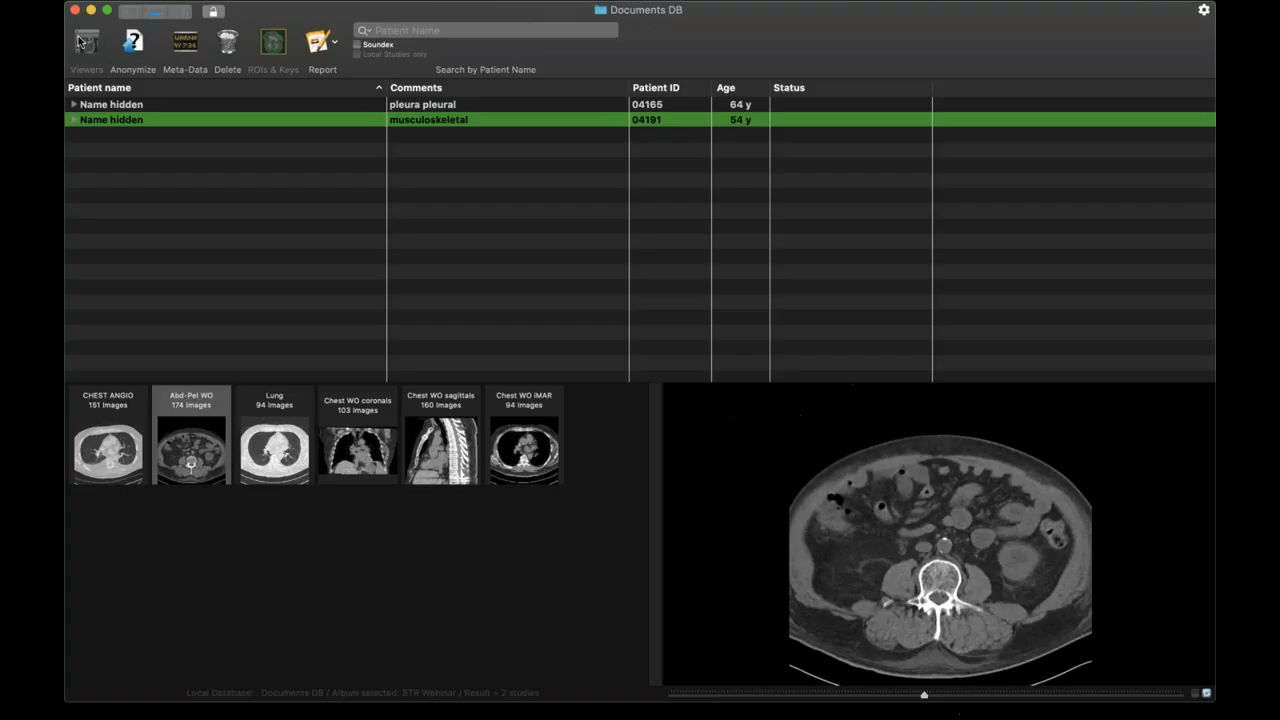 Documents DB
Patient Name
Soundex
Local Studies only
Viewers Anonymize Meta-Data Delete ROIs & Keys Report Search by Patient Name
Patient name Comments Patient ID Age Status
Name hidden pleura pleural 04165 64 y
Name hidden musculoskeletal 04191 54 y
CHEST ANGIO
151 Images
Abd-Pel WO
174 Images
Lung
94 Images
Chest WO coronals
103 Images
Chest WO sagittals
160 Images
Chest WO iMAR
94 Images
Local Database: . Documents DB / Album selected: STR Webinar / Result = 2 studies